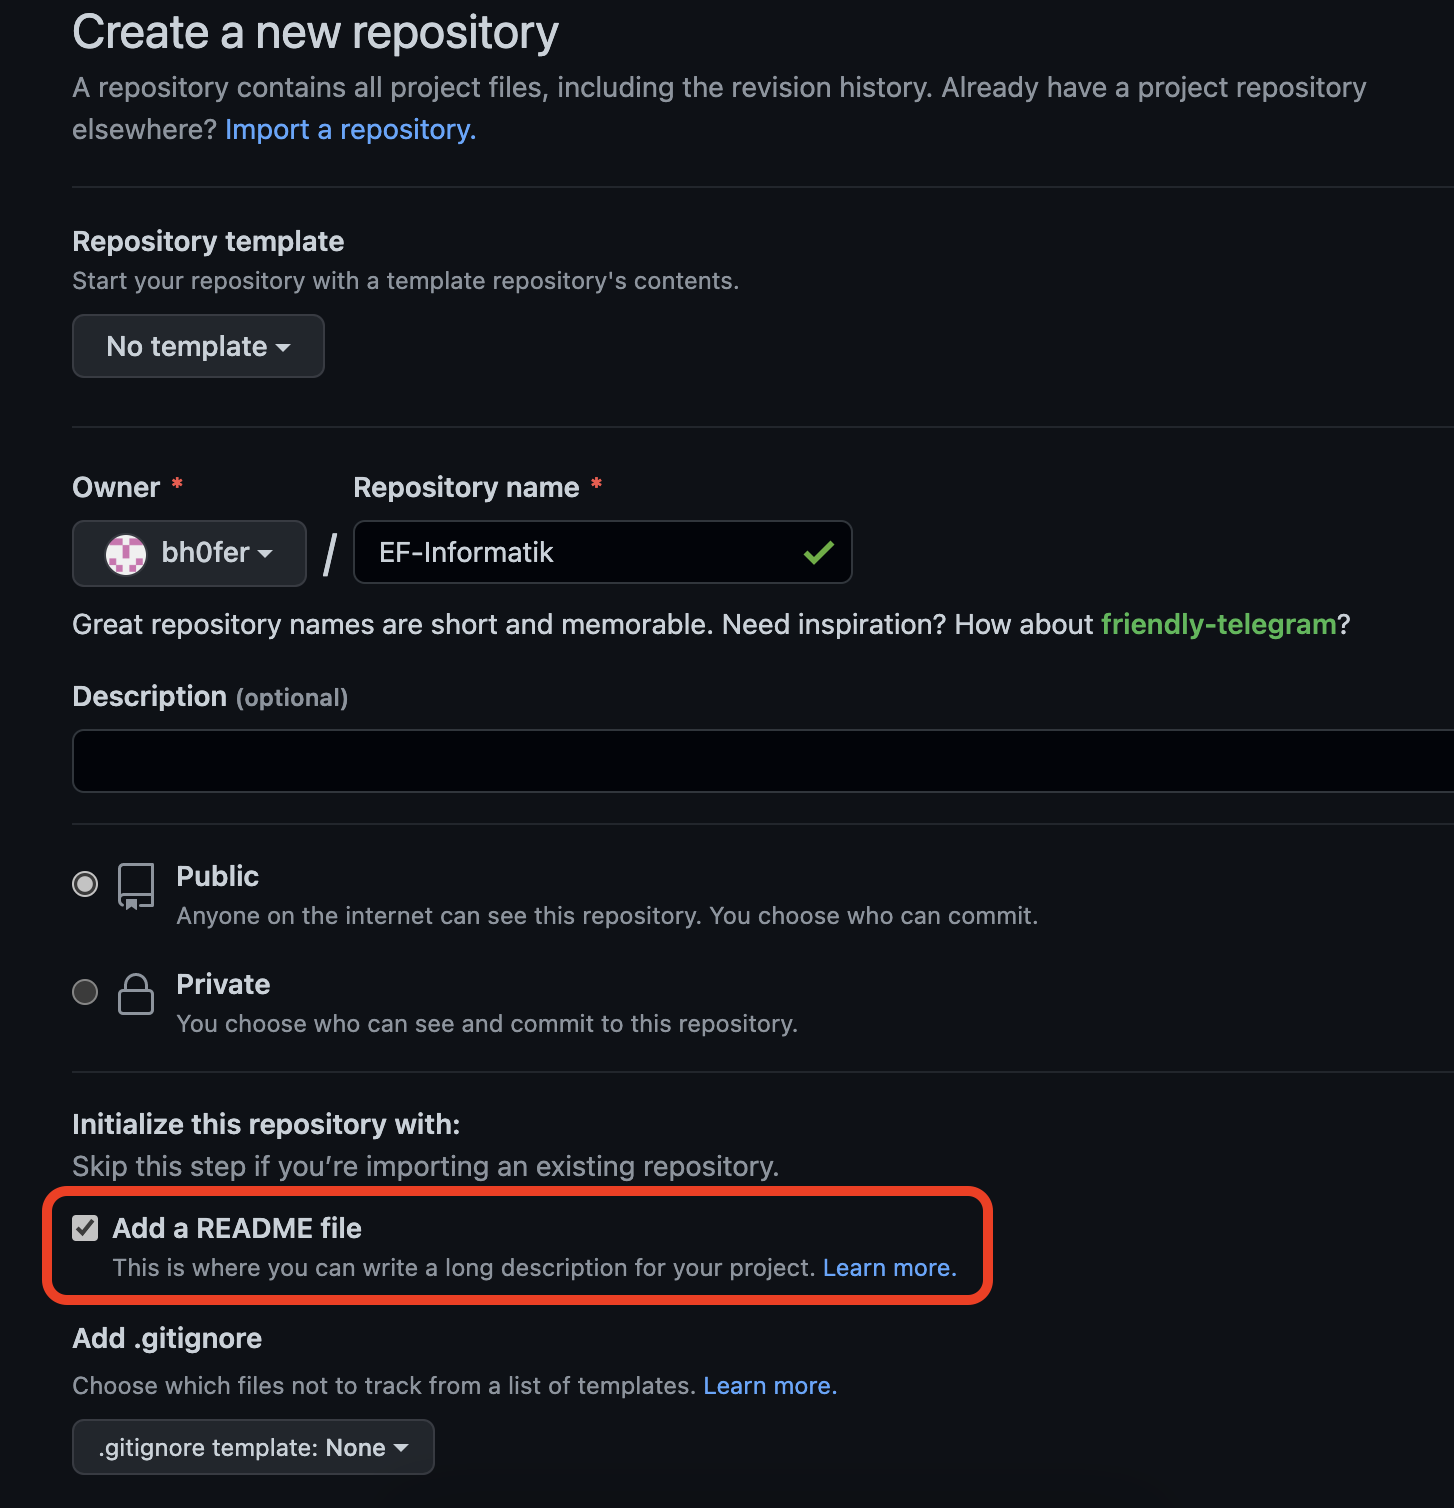 Create a new repository
A repository contains all project files, including the revision history. Already have a project repository
elsewhere? Import a repository.
Repository template
Start your repository with a template repository's contents.
No template
Owner * Repository name *
bh0fer / EF-Informatik
Great repository names are short and memorable. Need inspiration? How about friendly-telegram?
Description (optional)
Public
Anyone on the internet can see this repository. You choose who can commit.
Private
You choose who can see and commit to this repository.
Initialize this repository with:
Skip this step if you’re importing an existing repository.
Add a README file
This is where you can write a long description for your project. Learn more.
Add .gitignore
Choose which files not to track from a list of templates. Learn more.
.gitignore template: None